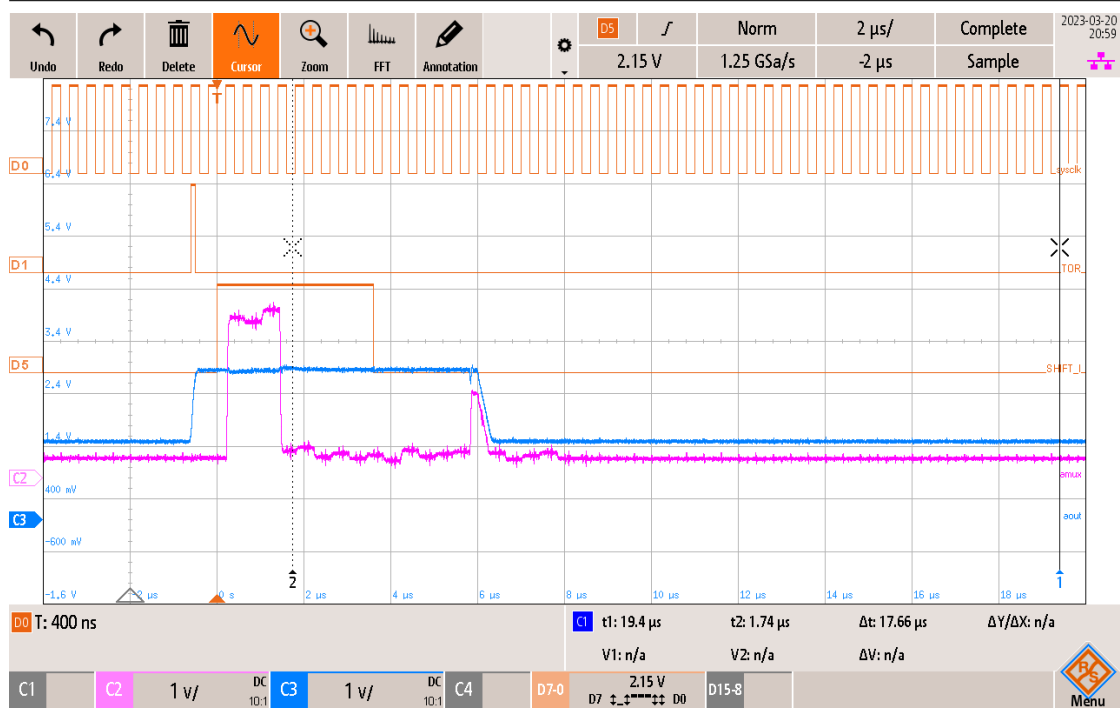 D5 Norm 2 µs/ Complete 2023-03-20
20:59
Undo Redo Delete Cursor Zoom FFT Annotation 2.15 V 1.25 GSa/s -2 µs Sample
T
7.4 V
D0
6.4 V sysclk
5.4 V
D1 TOR
4.4 V
3.4 V
D5 SHIFT_I
2.4 V
1.4 V
C2 amux
400 mV
C3 aout
-600 mV
2 1
-1.6 V -2 µs 0 s 2 µs 4 µs 6 µs 8 µs 10 µs 12 µs 14 µs 16 µs 18 µs
D0 T: 400 ns C1 t1: 19.4 µs t2: 1.74 µs Δt: 17.66 µs ΔY/ΔX: n/a
V1: n/a V2: n/a ΔV: n/a
C1 C2 1 V/ DC 10:1 C3 1 V/ DC 10:1 C4 D7-0 2.15 V D7 D0 D15-8 R&S Menu